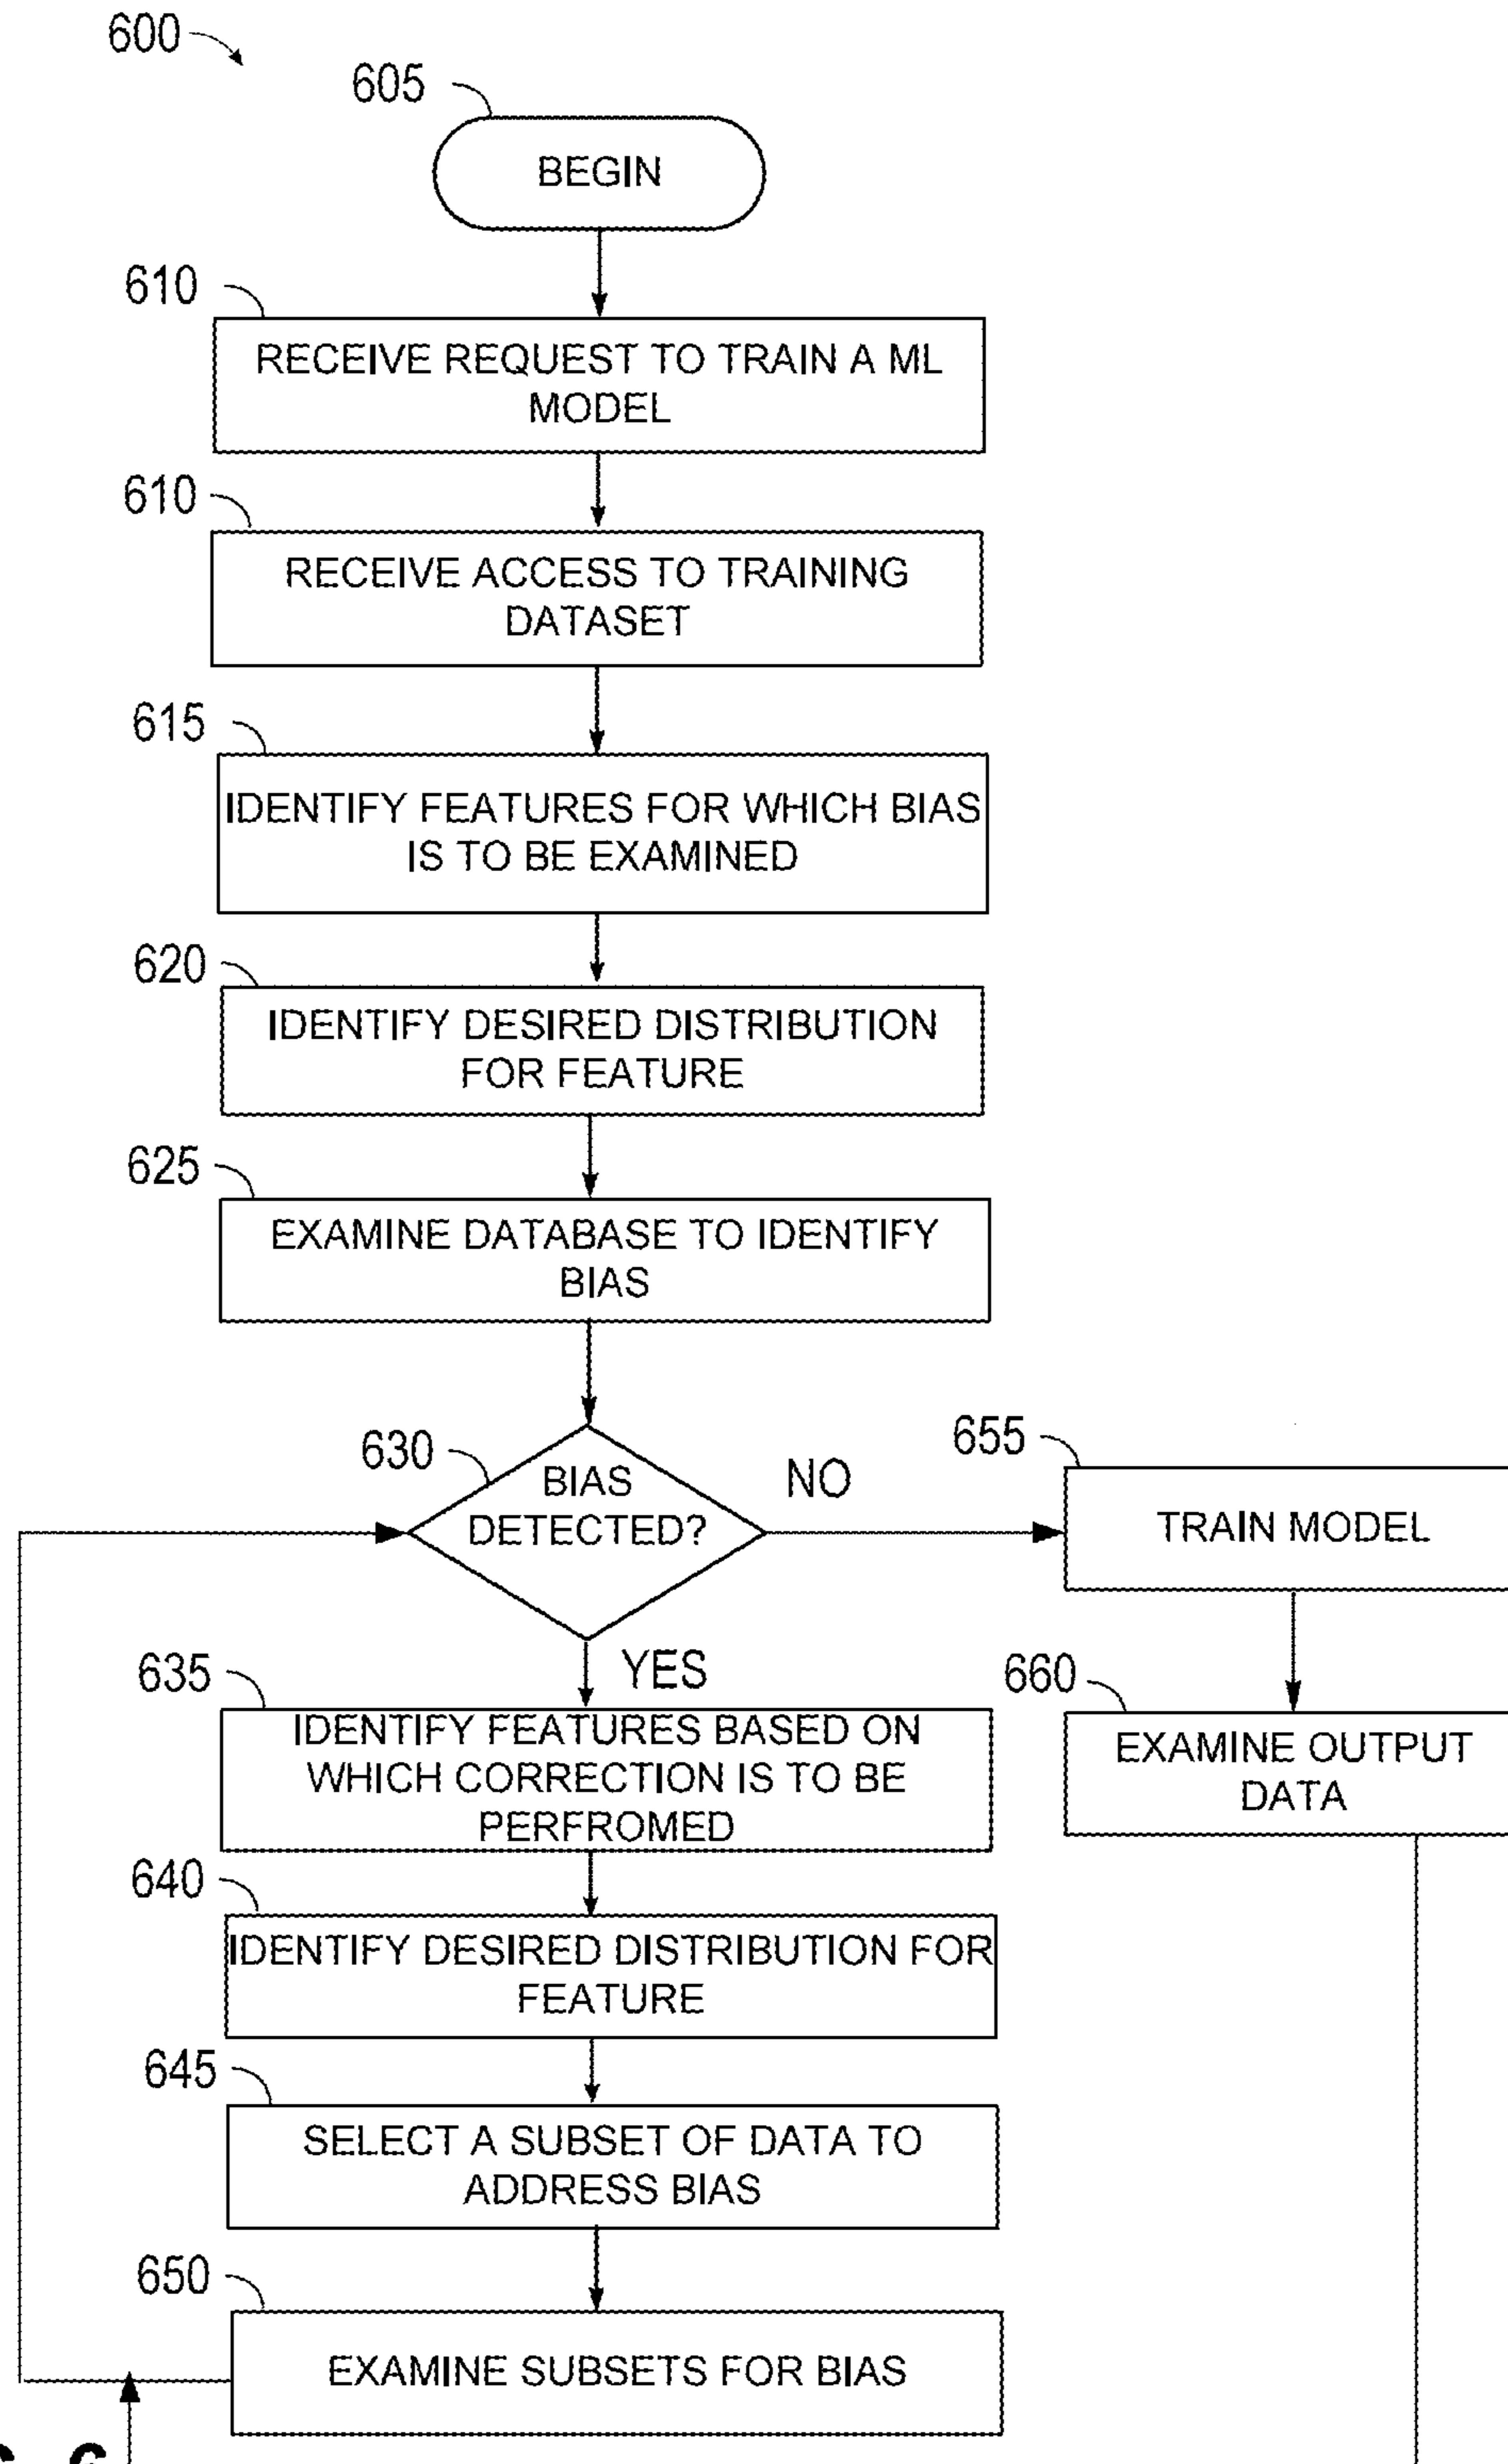 600
605
BEGIN
610
RECEIVE REQUEST TO TRAIN A ML
MODEL
610
RECEIVE ACCESS TO TRAINING
DATASET
615
IDENTIFY FEATURES FOR WHICH BIAS
IS TO BE EXAMINED
620
IDENTIFY DESIRED DISTRIBUTION
FOR FEATURE
625
EXAMINE DATABASE TO IDENTIFY
BIAS
630
BIAS
DETECTED?
NO
655
TRAIN MODEL
YES
635
IDENTIFY FEATURES BASED ON
WHICH CORRECTION IS TO BE
PERFROMED
660
EXAMINE OUTPUT
DATA
640
IDENTIFY DESIRED DISTRIBUTION FOR
FEATURE
645
SELECT A SUBSET OF DATA TO
ADDRESS BIAS
650
EXAMINE SUBSETS FOR BIAS